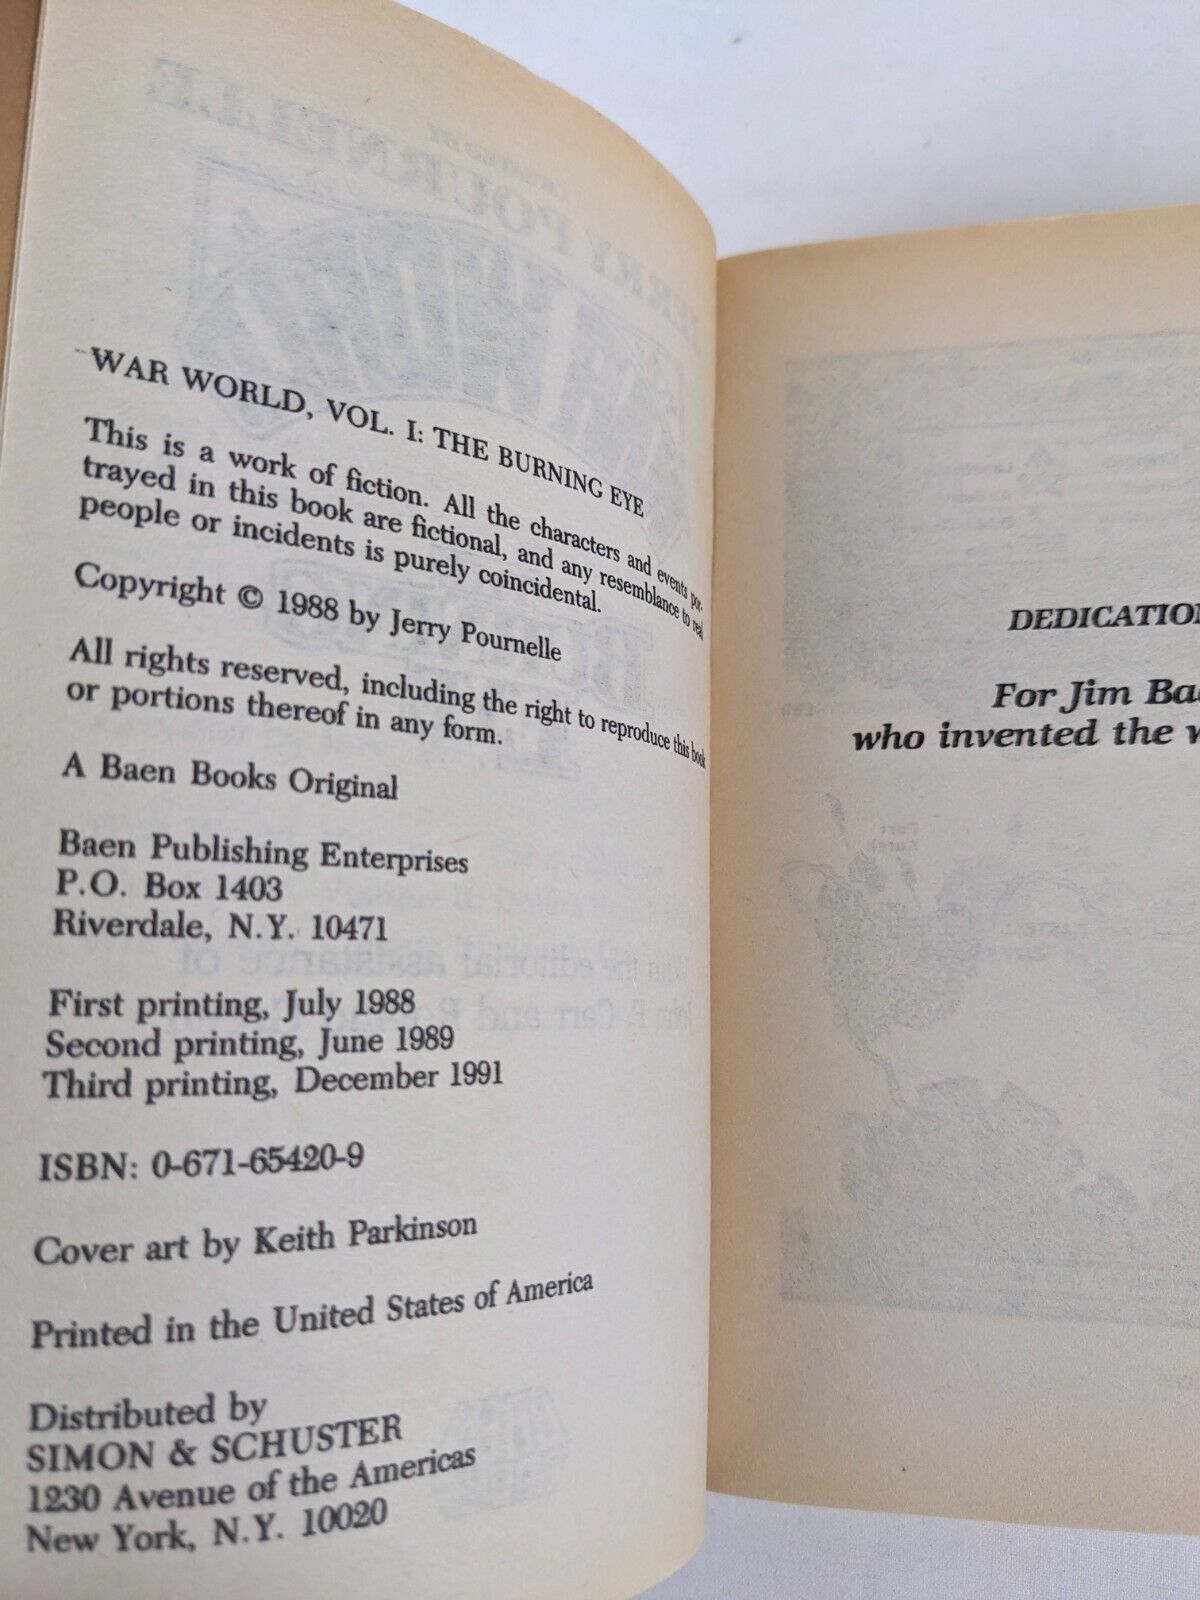 WAR WORLD, VOL. I: THE BURNING EYE
This is a work of fiction. All the characters and events por-
trayed in this book are fictional, and any resemblance to real
people or incidents is purely coincidental.
Copyright © 1988 by Jerry Pournelle
All rights reserved, including the right to reproduce this book
or portions thereof in any form.
A Baen Books Original
Baen Publishing Enterprises
P.O. Box 1403
Riverdale, N.Y. 10471
First printing, July 1988
Second printing, June 1989
Third printing, December 1991
ISBN: 0-671-65420-9
Cover art by Keith Parkinson
Printed in the United States of America
Distributed by
SIMON & SCHUSTER
1230 Avenue of the Americas
New York, N.Y. 10020
DEDICATION
For Jim Ba
who invented the w